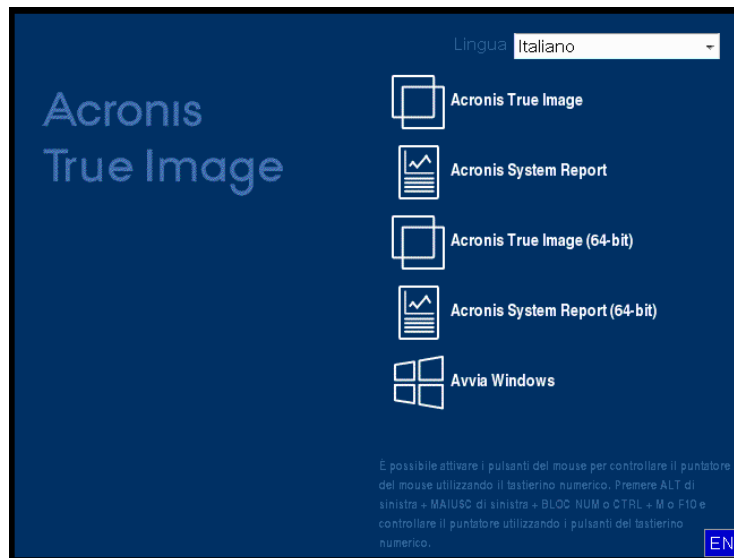 Lingua Italiano
Acronis
True Image
Acronis True Image
Acronis System Report
Acronis True Image (64-bit)
Acronis System Report (64-bit)
Avvia Windows
È possibile attivare i pulsanti del mouse per controllare il puntatore
del mouse utilizzando il tastierino numerico. Premere ALT di
sinistra + MAIUSC di sinistra + BLOC NUM o CTRL + M o F10 e
controllare il puntatore utilizzando i pulsanti del tastierino
numerico.
EN